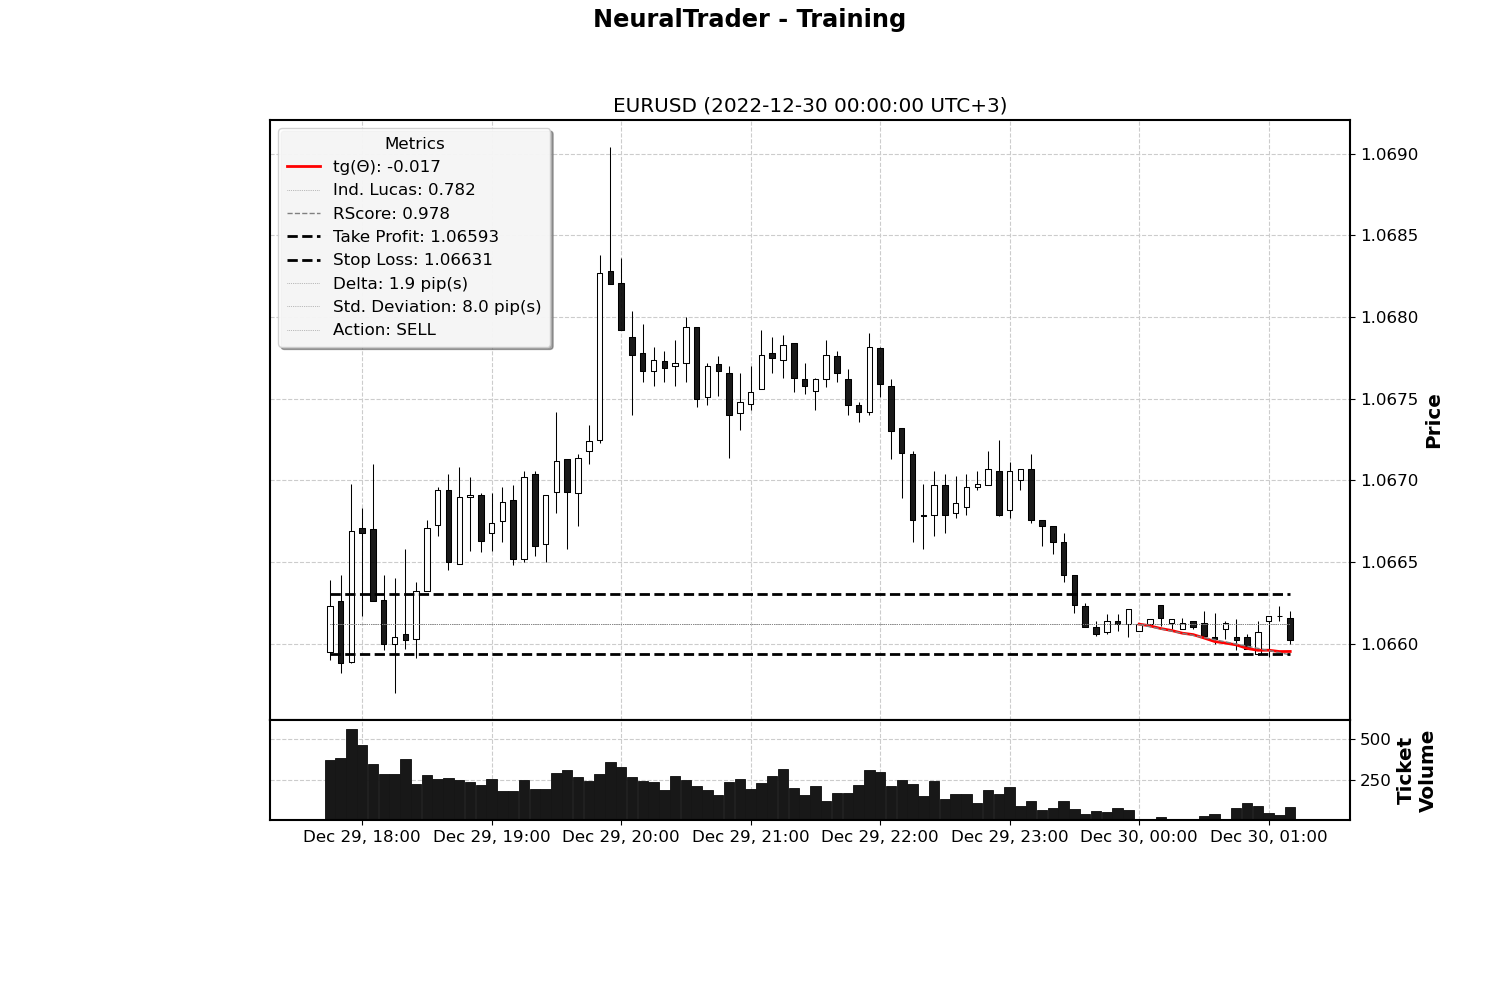 NeuralTrader - Training
EURUSD (2022-12-30 00:00:00 UTC+3)
Metrics
tg(Θ): -0.017
Ind. Lucas: 0.782
RScore: 0.978
Take Profit: 1.06593
Stop Loss: 1.06631
Delta: 1.9 pip(s)
Std. Deviation: 8.0 pip(s)
Action: SELL
1.0690
1.0685
1.0680
1.0675
1.0670
1.0665
1.0660
Price
500
250
Ticket
Volume
Dec 29, 18:00 Dec 29, 19:00 Dec 29, 20:00 Dec 29, 21:00 Dec 29, 22:00 Dec 29, 23:00 Dec 30, 00:00 Dec 30, 01:00